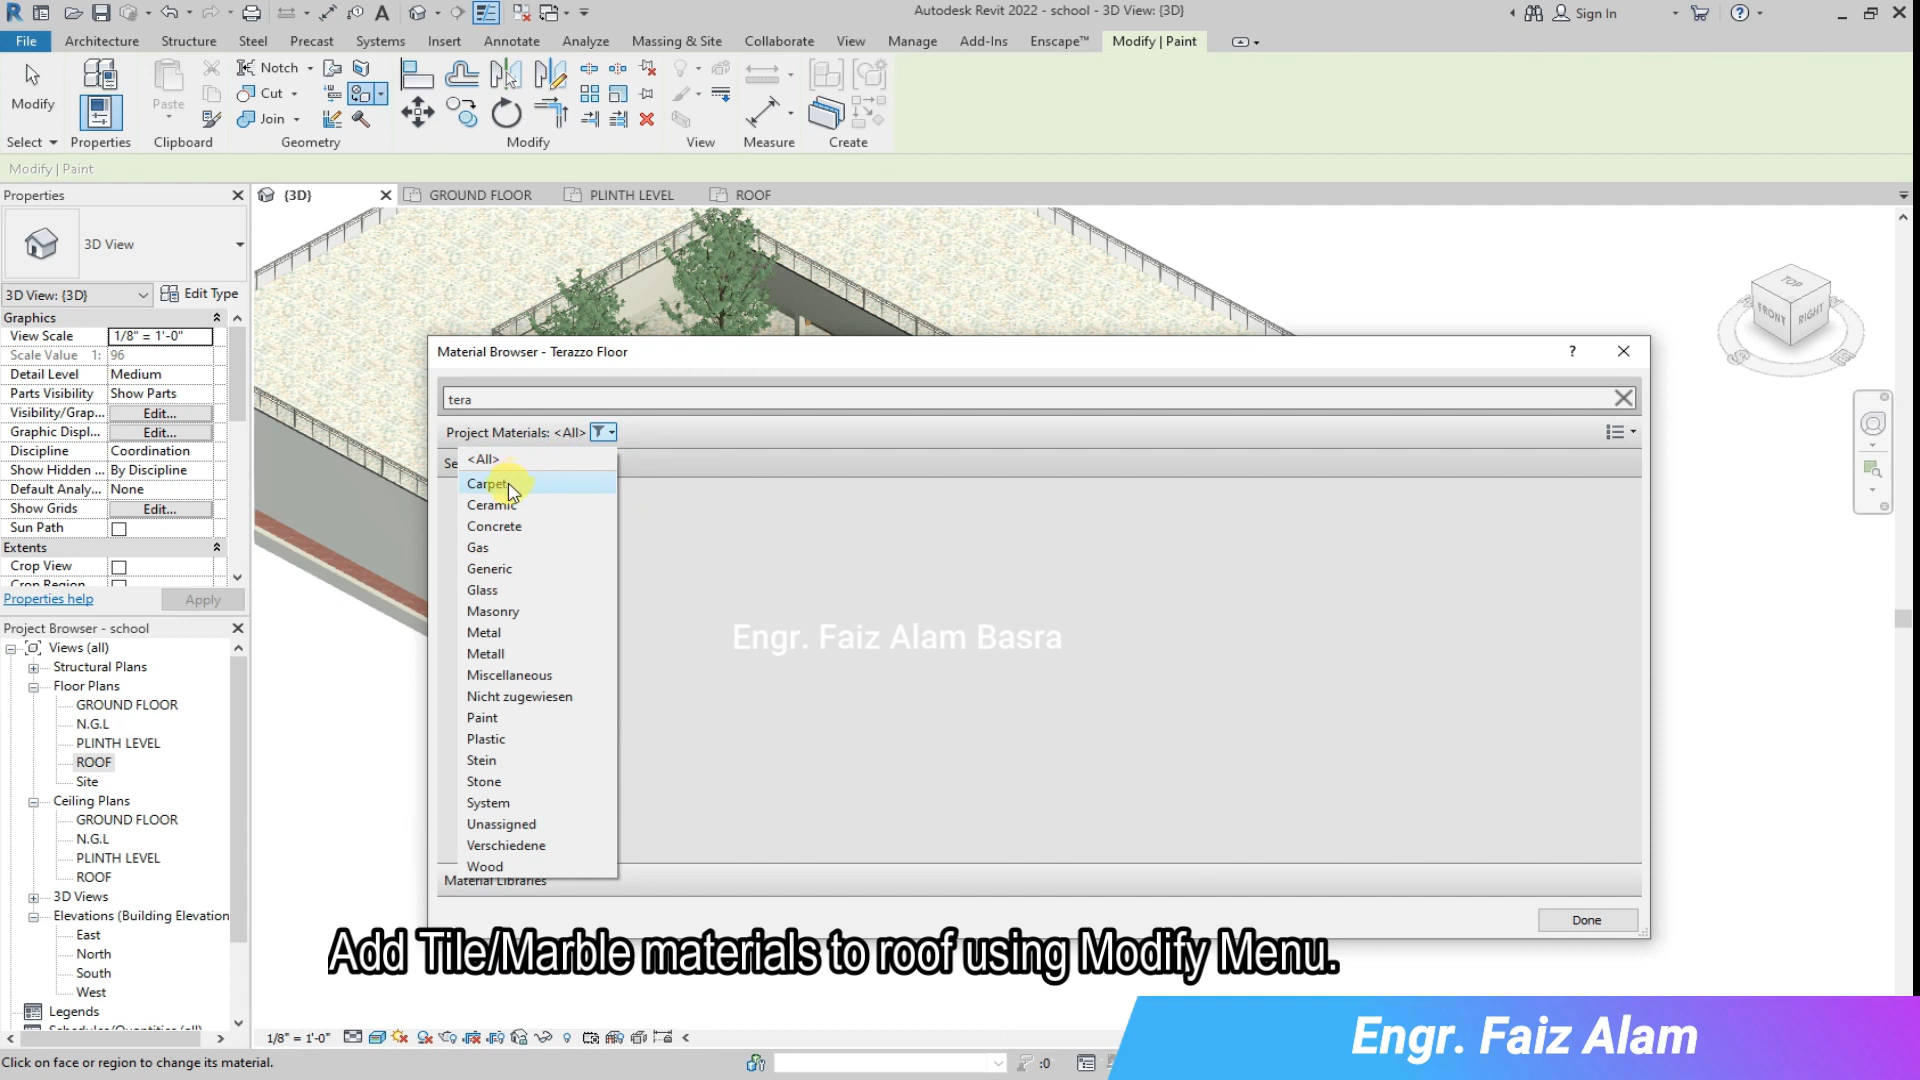 Autodesk Revit 2022 - school - 3D View: {3D}
Sign In
File Architecture Structure Steel Precast Systems Insert Annotate Analyze Massing & Site Collaborate View Manage Add-Ins Enscape™ Modify | Paint
Modify
Paste
Notch
Cut
Join
Select Properties Clipboard Geometry Modify View Measure Create
Modify | Paint
Properties
{3D} GROUND FLOOR PLINTH LEVEL ROOF
3D View
3D View: {3D} Edit Type
Graphics
View Scale 1/8" = 1'-0"
Scale Value 1: 96
Detail Level Medium
Parts Visibility Show Parts
Visibility/Grap... Edit...
Graphic Displ... Edit...
Discipline Coordination
Show Hidden ... By Discipline
Default Analy... None
Show Grids Edit...
Sun Path
Extents
Crop View
Crop Region
Properties help Apply
Project Browser - school
Views (all)
Structural Plans
Floor Plans
GROUND FLOOR
N.G.L
PLINTH LEVEL
ROOF
Site
Ceiling Plans
GROUND FLOOR
N.G.L
PLINTH LEVEL
ROOF
3D Views
Elevations (Building Elevation
East
North
South
West
Legends
Schedules/Quantities (all)
TOP
FRONT
RIGHT
Material Browser - Terazzo Floor
tera
Project Materials: <All>
Se
<All>
Carpet
Ceramic
Concrete
Gas
Generic
Glass
Masonry
Metal
Metall
Miscellaneous
Nicht zugewiesen
Paint
Plastic
Stein
Stone
System
Unassigned
Verschiedene
Wood
Material Libraries
Done
Engr. Faiz Alam Basra
Add Tile/Marble materials to roof using Modify Menu.
Engr. Faiz Alam
1/8" = 1'-0"
Click on face or region to change its material.
:0